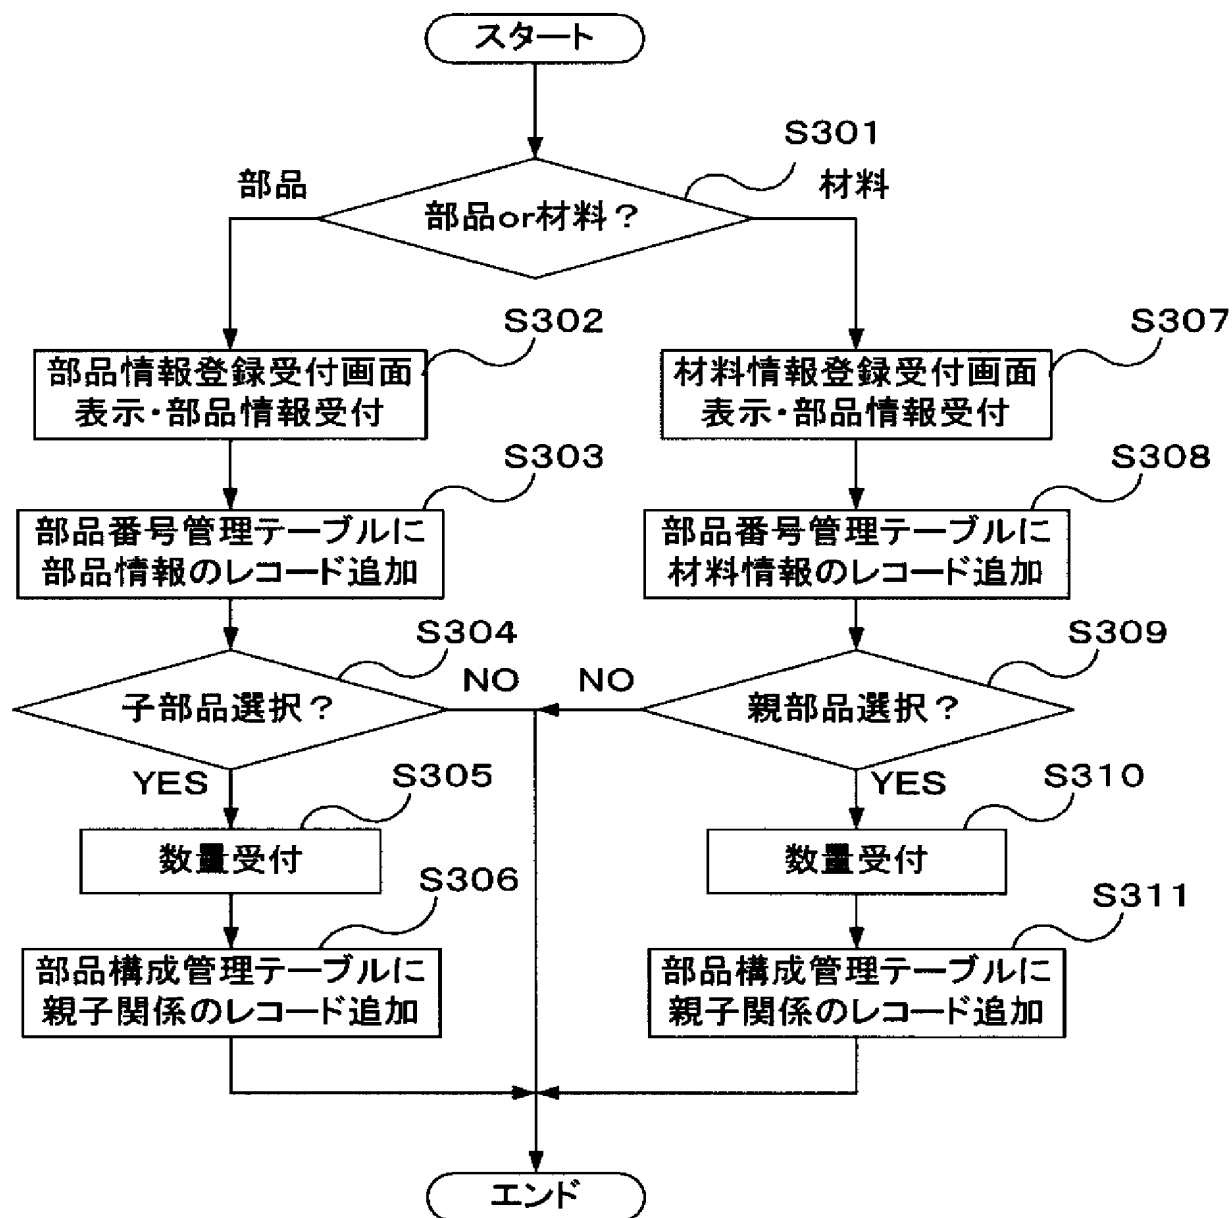 スタート
S301
部品
材料
部品or材料?
S302
部品情報登録受付画面
表示・部品情報受付
S307
材料情報登録受付画面
表示・部品情報受付
S303
部品番号管理テーブルに
部品情報のレコード追加
S308
部品番号管理テーブルに
材料情報のレコード追加
S304
子部品選択?
NO
YES
S309
親部品選択?
NO
YES
S305
数量受付
S310
数量受付
S306
部品構成管理テーブルに
親子関係のレコード追加
S311
部品構成管理テーブルに
親子関係のレコード追加
エンド